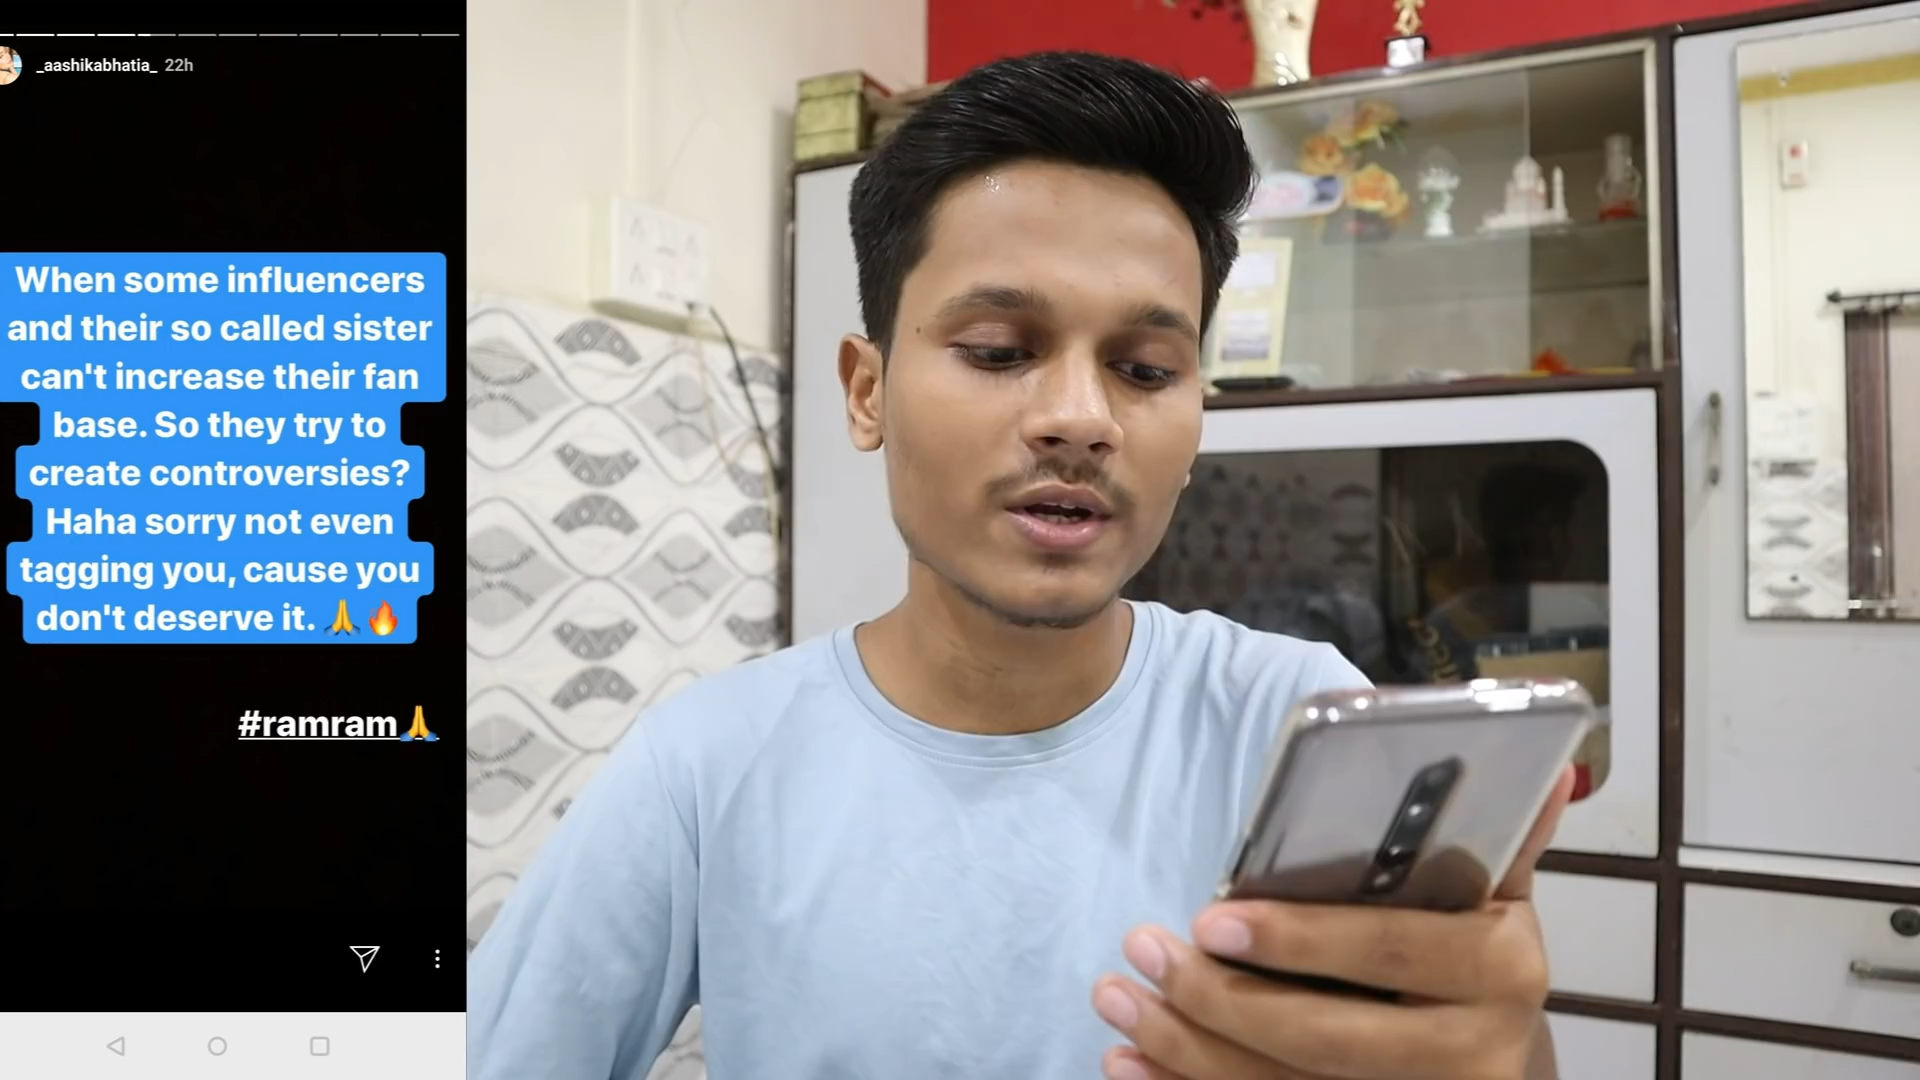 _aashikabhatia_ 22h
When some influencers
and their so called sister
can't increase their fan
base. So they try to
create controversies?
Haha sorry not even
tagging you, cause you
don't deserve it. 🙏🔥
#ramram🙏